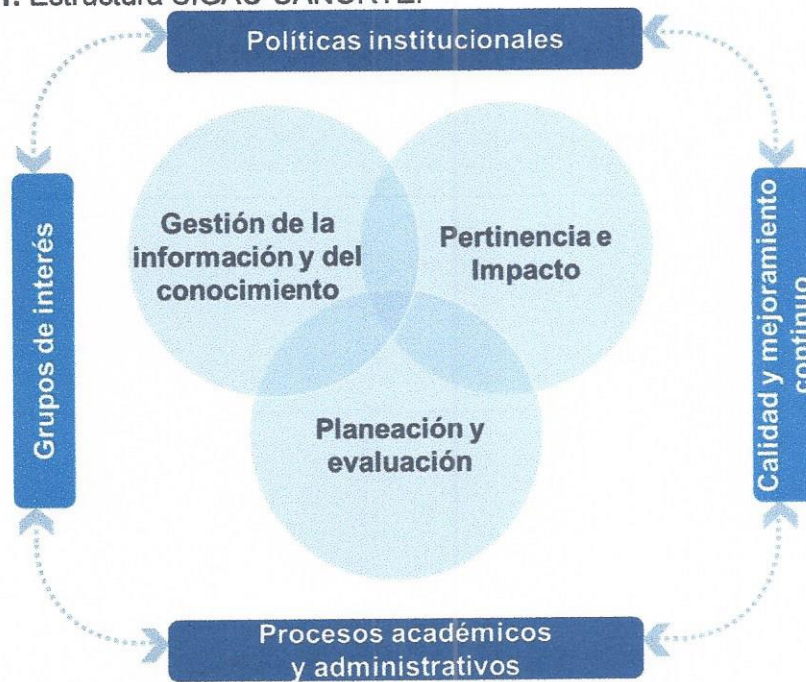 Estructura SIGAC-SANORTE.
Políticas institucionales
Grupos de interés
Gestión de la
información y del
conocimiento
Pertinencia e
Impacto
Planeación y
evaluación
Calidad y mejoramiento
continuo
Procesos académicos
y administrativos